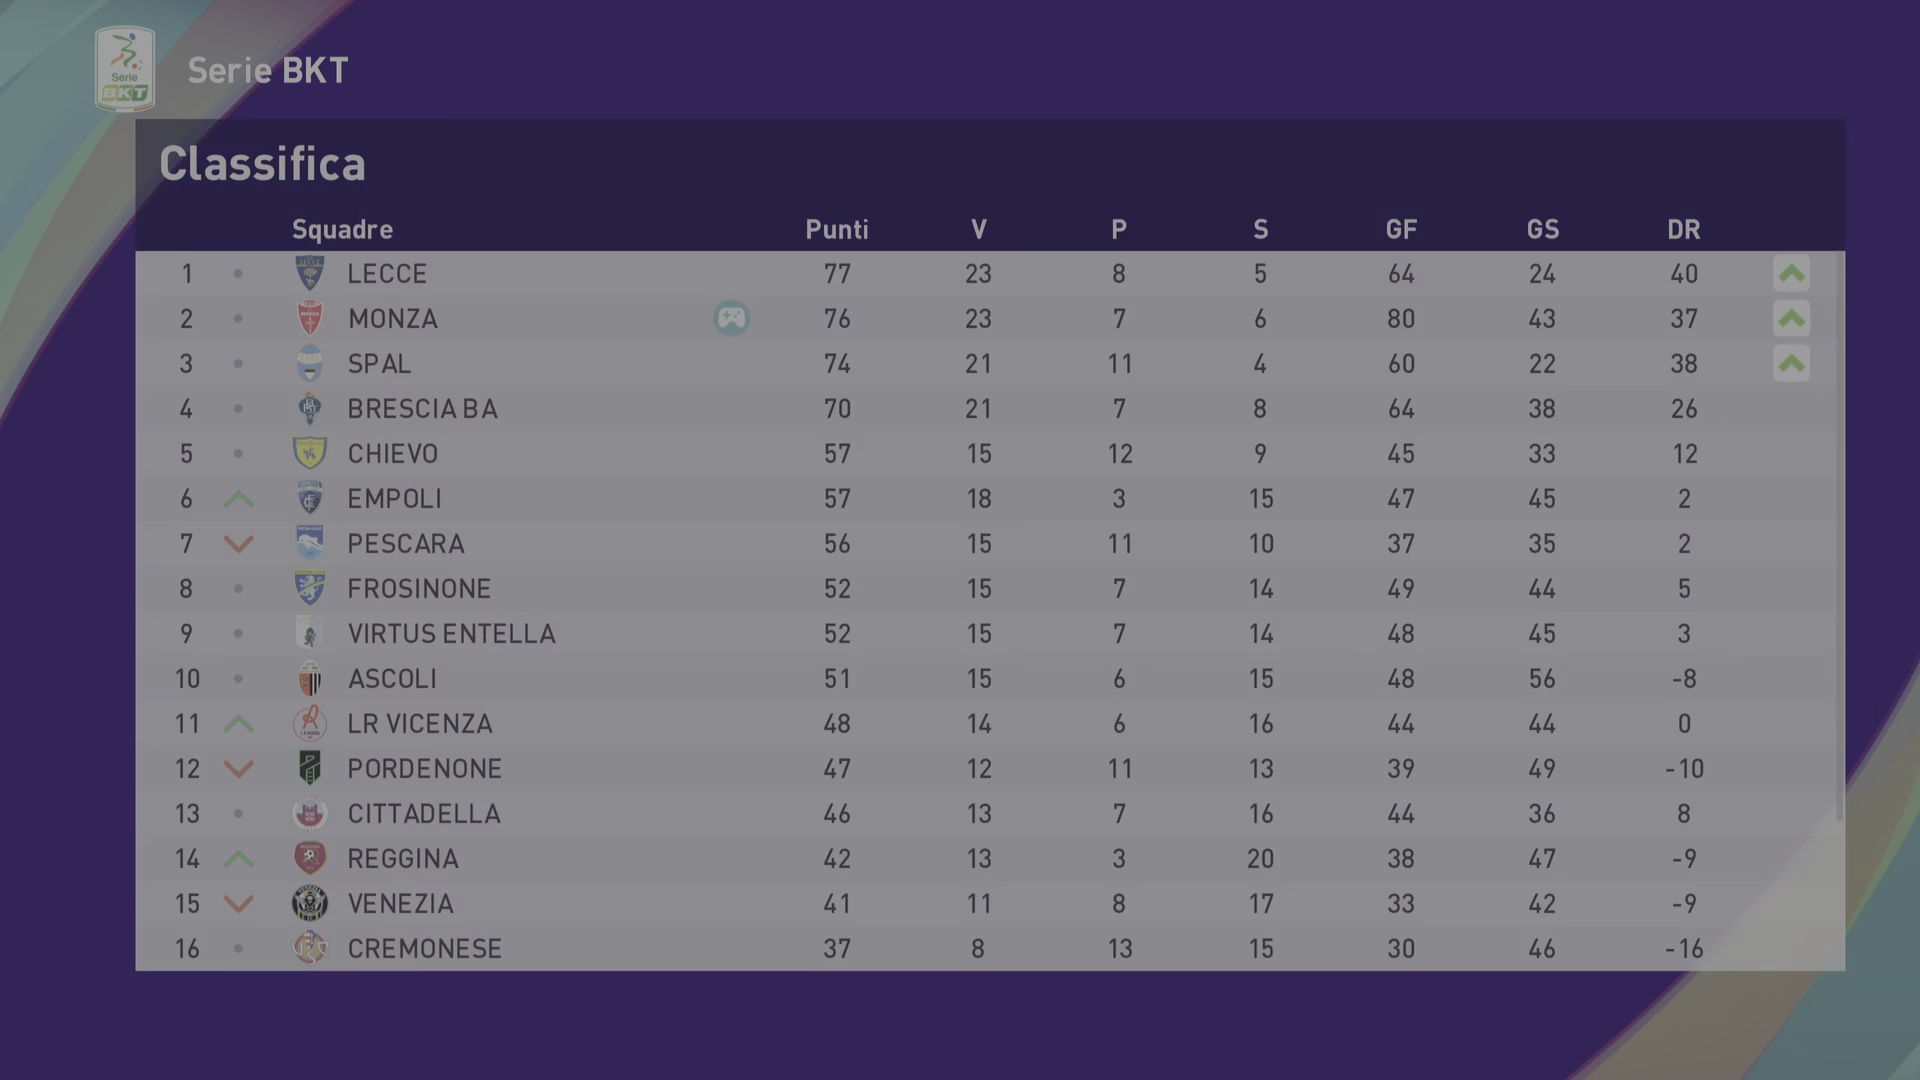 Serie BKT
Serie BKT
Classifica
Squadre Punti V P S GF GS DR
1 LECCE 77 23 8 5 64 24 40
2 MONZA 76 23 7 6 80 43 37
3 SPAL 74 21 11 4 60 22 38
4 BRESCIA BA 70 21 7 8 64 38 26
5 CHIEVO 57 15 12 9 45 33 12
6 EMPOLI 57 18 3 15 47 45 2
7 PESCARA 56 15 11 10 37 35 2
8 FROSINONE 52 15 7 14 49 44 5
9 VIRTUS ENTELLA 52 15 7 14 48 45 3
10 ASCOLI 51 15 6 15 48 56 -8
11 LR VICENZA 48 14 6 16 44 44 0
12 PORDENONE 47 12 11 13 39 49 -10
13 CITTADELLA 46 13 7 16 44 36 8
14 REGGINA 42 13 3 20 38 47 -9
15 VENEZIA 41 11 8 17 33 42 -9
16 CREMONESE 37 8 13 15 30 46 -16